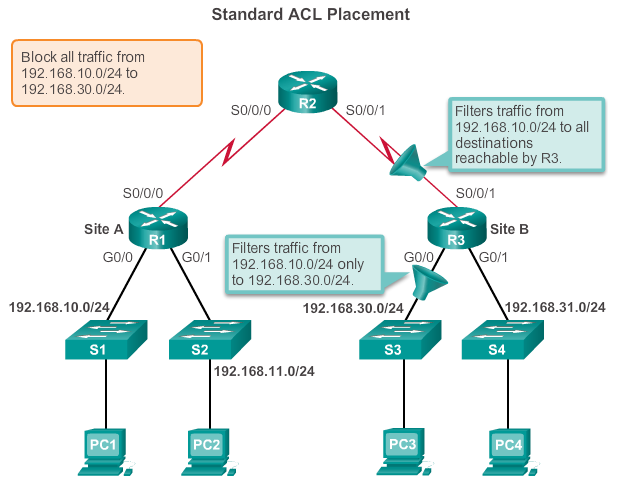 Standard ACL Placement
Block all traffic from
192.168.10.0/24 to
192.168.30.0/24.
R2
S0/0/0
S0/0/1
Filters traffic from
192.168.10.0/24 to all
destinations
reachable by R3.
S0/0/0
S0/0/1
Site A
R1
R3
Site B
G0/0
G0/1
Filters traffic from
192.168.10.0/24 only
to 192.168.30.0/24.
G0/0
G0/1
192.168.10.0/24
192.168.30.0/24
192.168.31.0/24
S1
S2
S3
S4
192.168.11.0/24
PC1
PC2
PC3
PC4